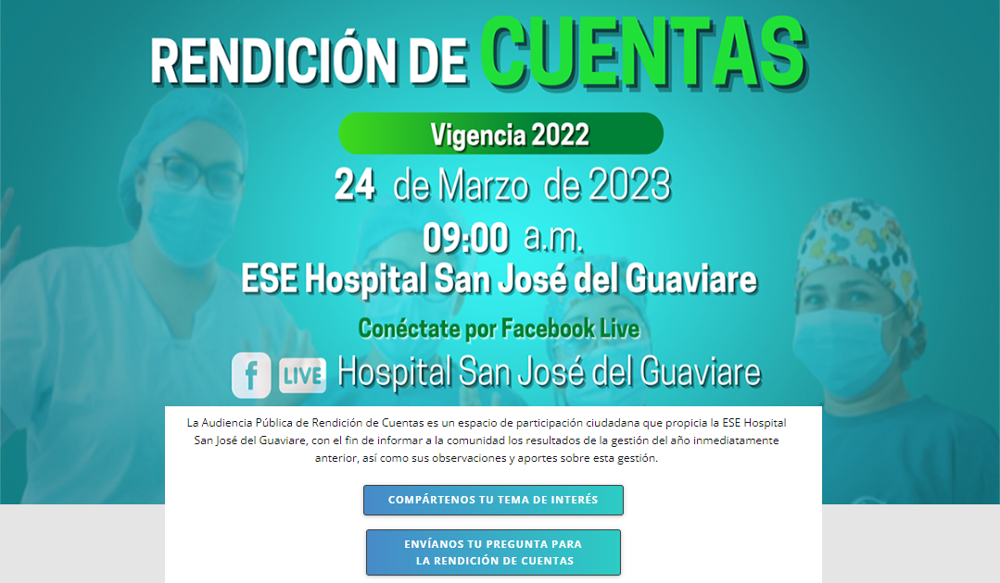 RENDICIÓN DE CUENTAS
Vigencia 2022
24 de Marzo de 2023
09:00 a.m.
ESE Hospital San José del Guaviare
Conéctate por Facebook Live
f LIVE Hospital San José del Guaviare
La Audiencia Pública de Rendición de Cuentas es un espacio de participación ciudadana que propicia la ESE Hospital
San José del Guaviare, con el fin de informar a la comunidad los resultados de la gestión del año inmediatamente
anterior, así como sus observaciones y aportes sobre esta gestión.
COMPÁRTENOS TU TEMA DE INTERÉS
ENVÍANOS TU PREGUNTA PARA
LA RENDICIÓN DE CUENTAS